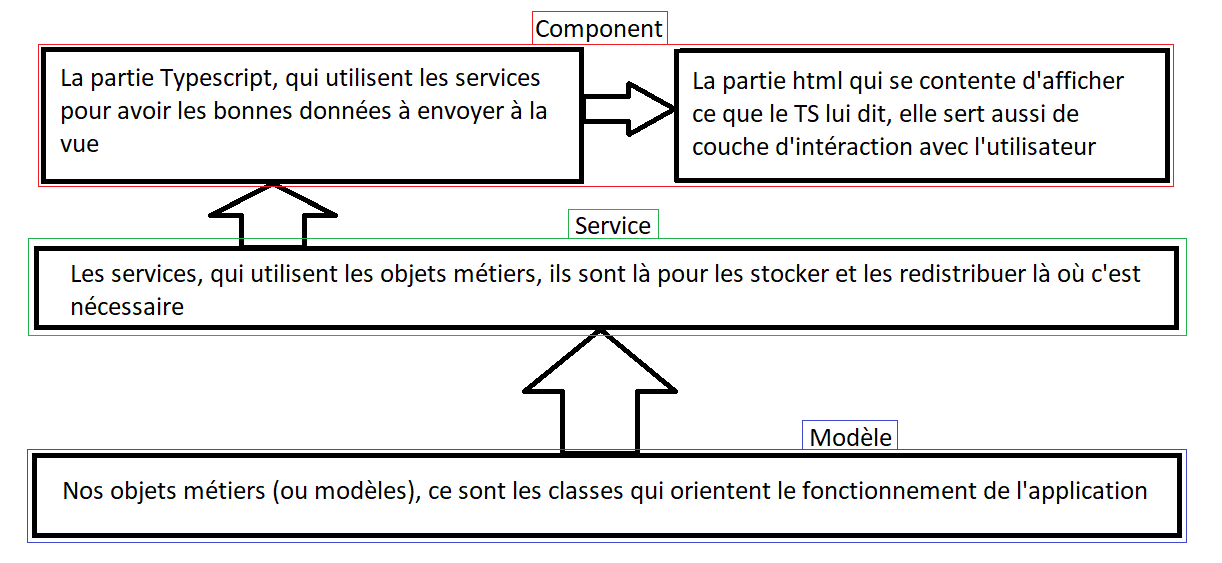 Component
La partie Typescript, qui utilisent les services
pour avoir les bonnes données à envoyer à la
vue
La partie html qui se contente d'afficher
ce que le TS lui dit, elle sert aussi de
couche d'intéraction avec l'utilisateur
Service
Les services, qui utilisent les objets métiers, ils sont là pour les stocker et les redistribuer là où c'est
nécessaire
Modèle
Nos objets métiers (ou modèles), ce sont les classes qui orientent le fonctionnement de l'application